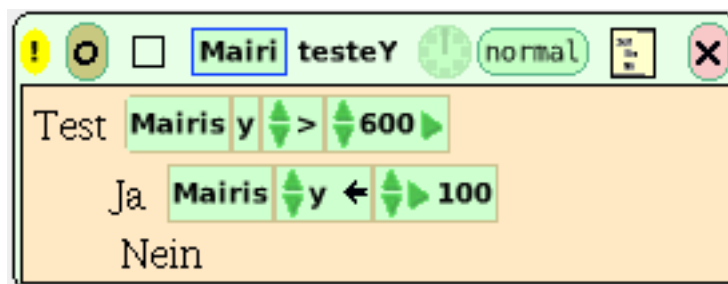 ! O Mairi testeY normal X
Test Mairis y > 600
Ja Mairis y ← 100
Nein